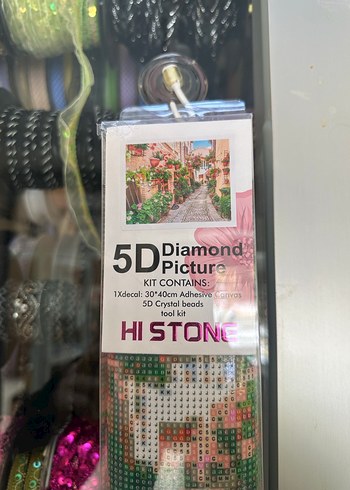 5D Diamond
Picture
KIT CONTAINS:
1Xdecal: 30*40cm Adhesive Canvas
5D Crystal beads
tool kit
HI STONE